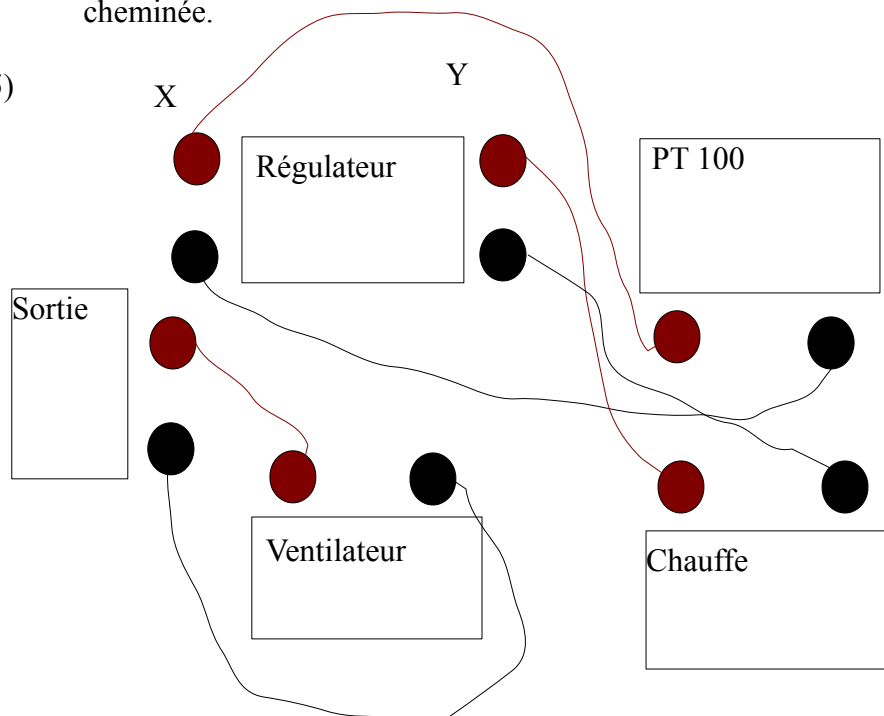 cheminée.
)
X
Y
Régulateur
PT 100
Sortie
Ventilateur
Chauffe